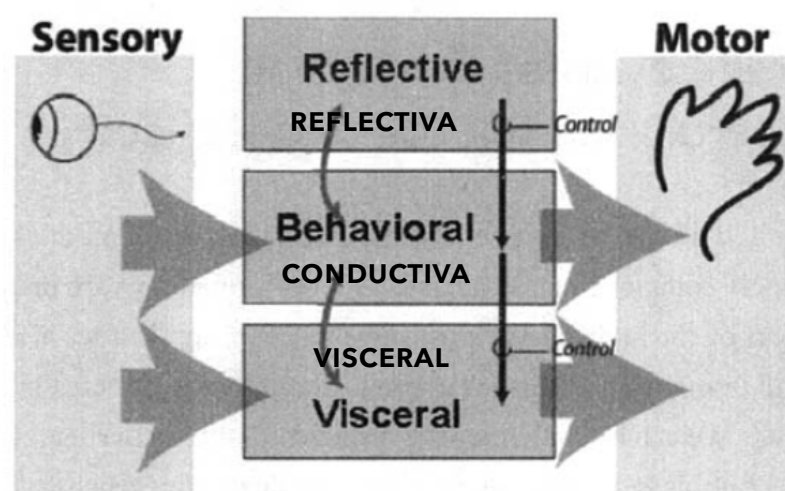 Sensory
Motor
Reflective
REFLECTIVA
Control
Behavioral
CONDUCTIVA
VISCERAL
Control
Visceral